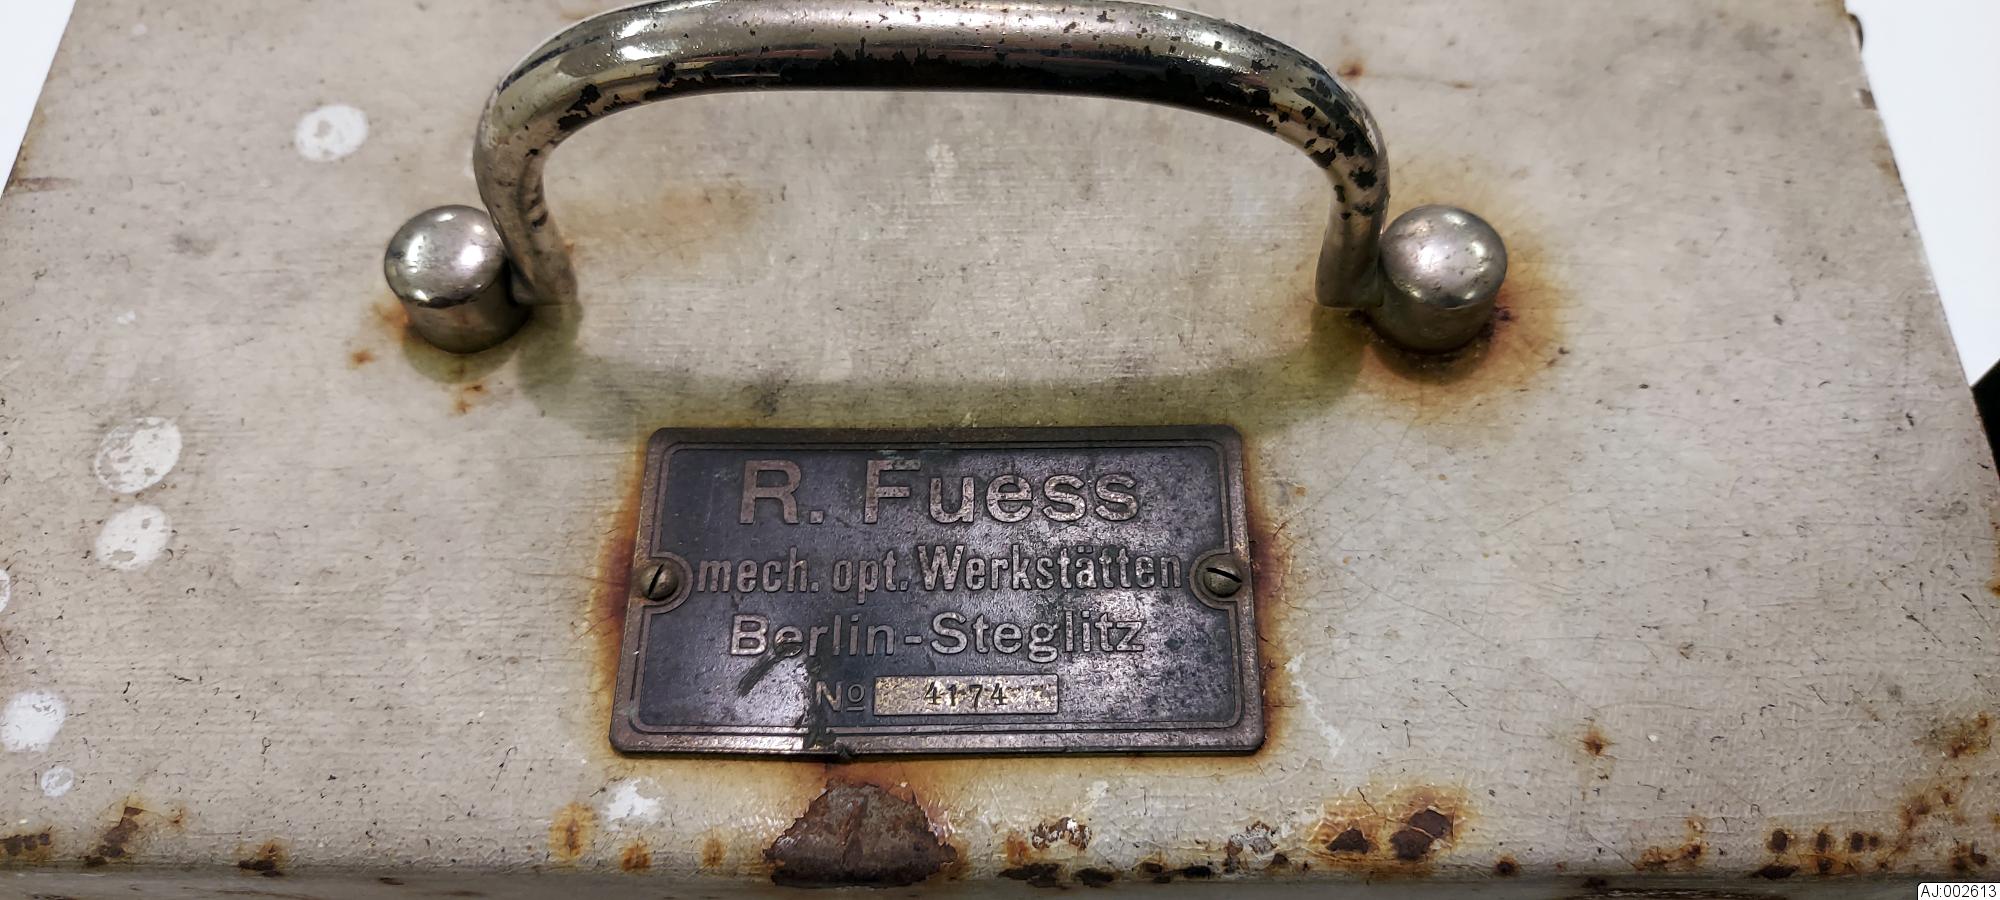 R. Fuess
mech. opt. Werkstätten
Berlin-Steglitz
Nº 4174
AJ:002613